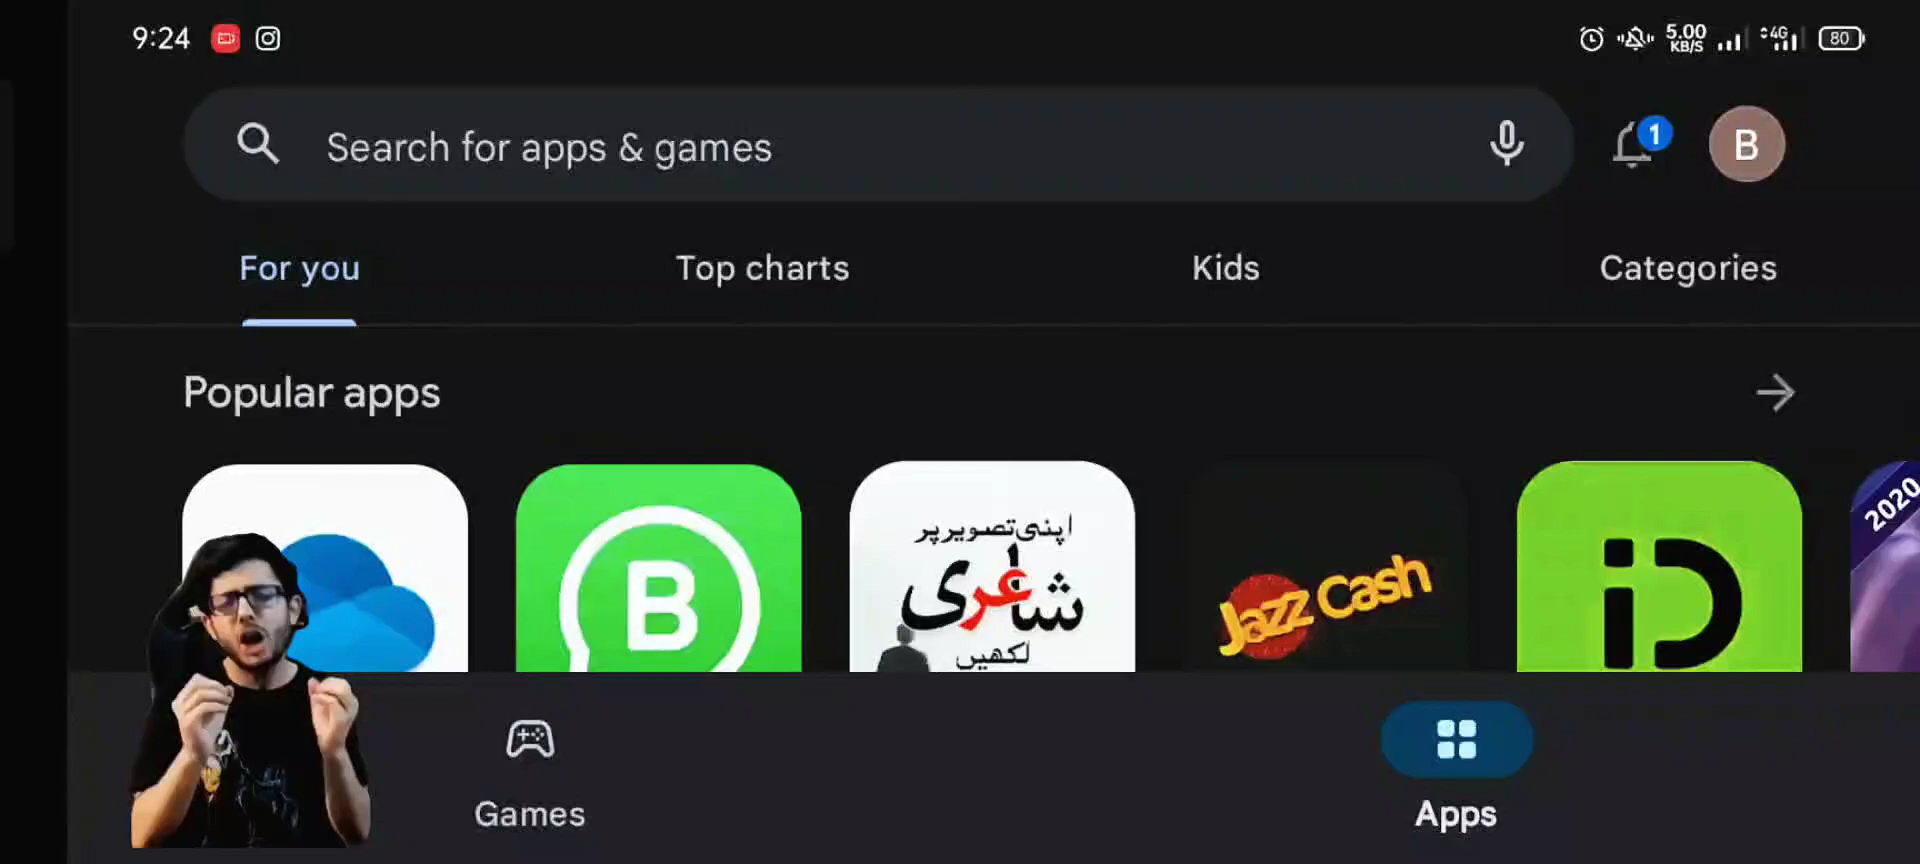 9:24
5.00
KB/S
4G
80
Search for apps & games
1
B
For you
Top charts
Kids
Categories
Popular apps
B
اپنی تصویر پر
شاعری
لکھیں
Jazz Cash
iD
2020
Games
Apps